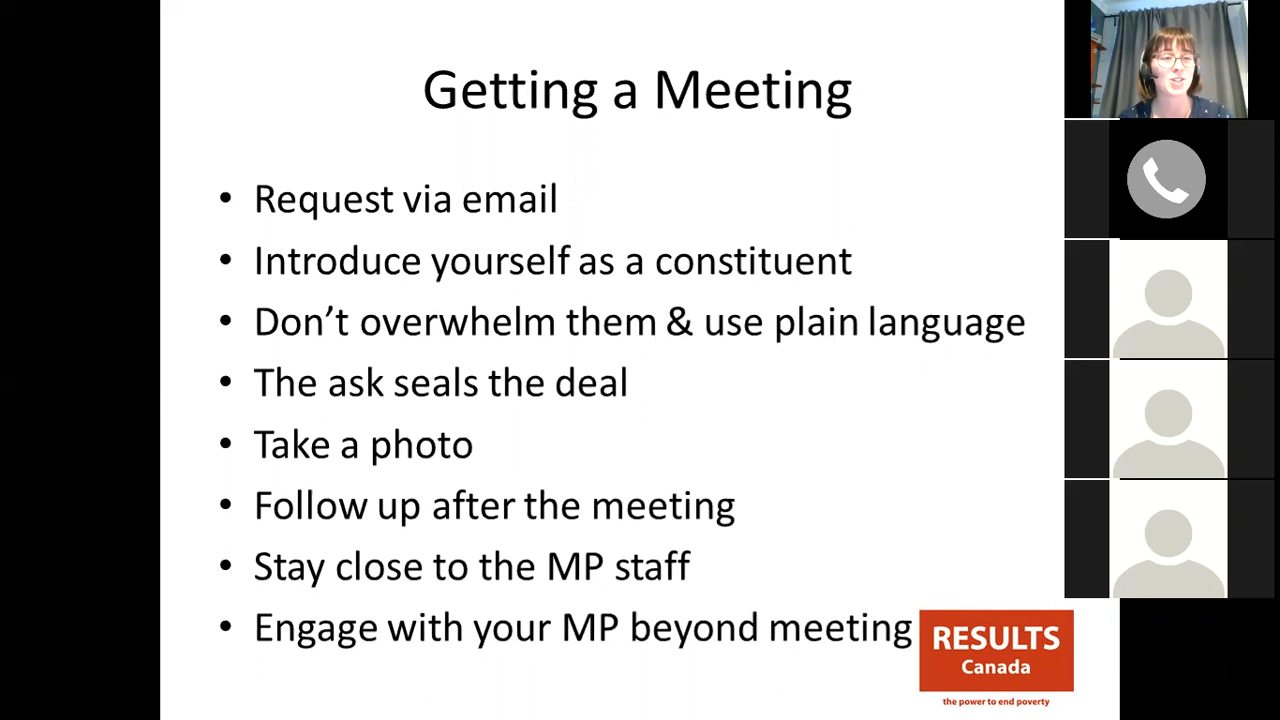 Getting a Meeting
• Request via email
• Introduce yourself as a constituent
• Don’t overwhelm them & use plain language
• The ask seals the deal
• Take a photo
• Follow up after the meeting
• Stay close to the MP staff
• Engage with your MP beyond meeting
RESULTS
Canada
the power to end poverty